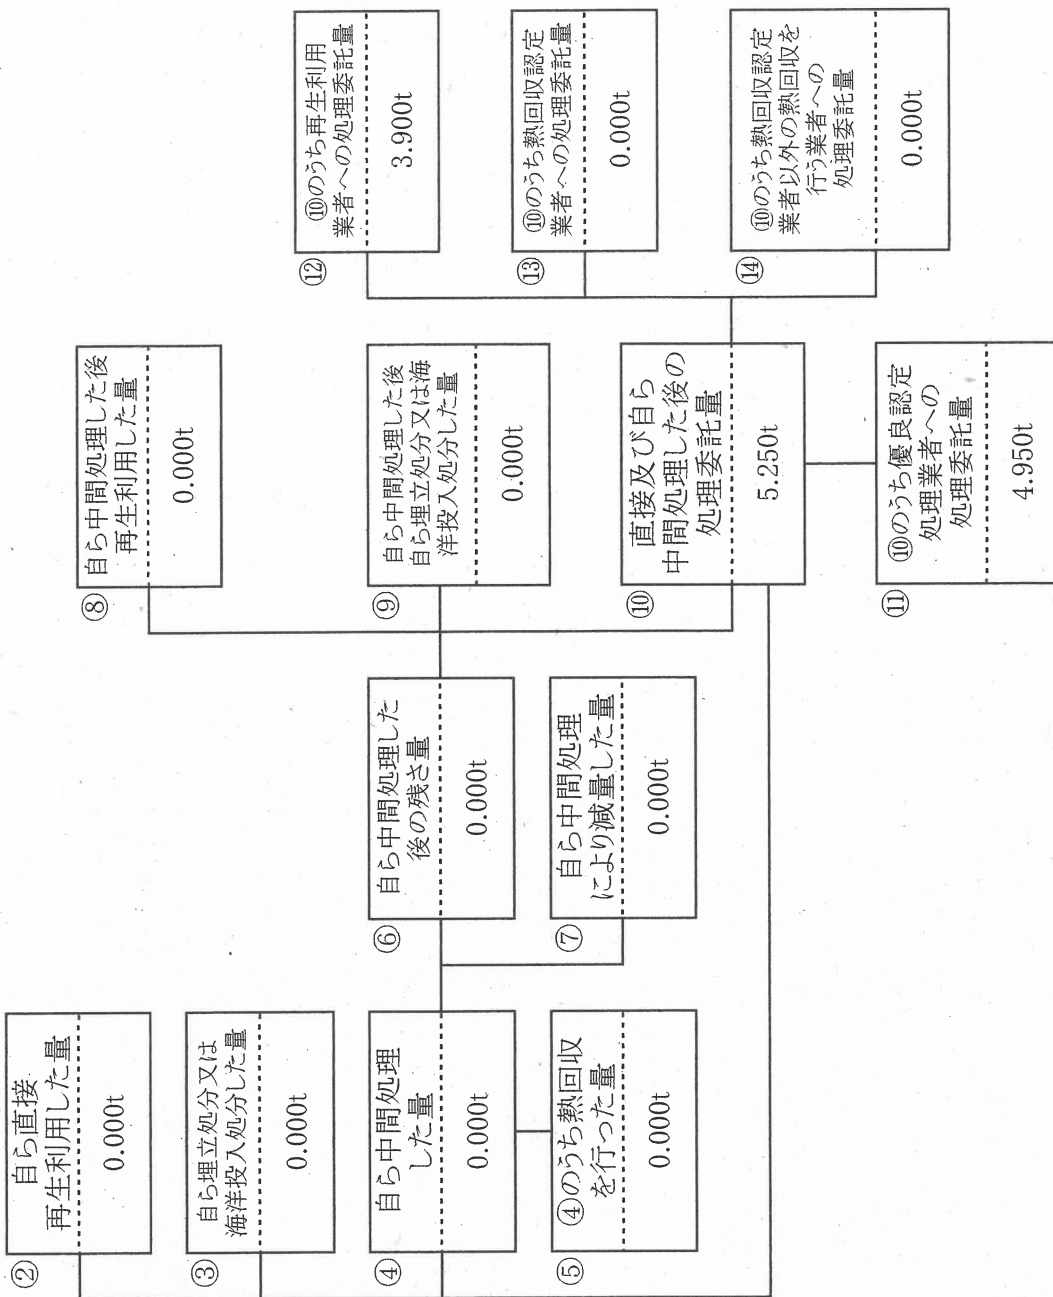 ②
自ら直接
再生利用した量
0.000t
③
自ら埋立処分又は
海洋投入処分した量
0.000t
④
自ら中間処理
した量
0.000t
⑤
④のうち熱回収
を行った量
0.000t
⑥
自ら中間処理した
後の残さ量
0.000t
⑦
自ら中間処理
により減量した量
0.000t
⑧
自ら中間処理した後
再生利用した量
0.000t
⑨
自ら中間処理した後
自ら埋立処分又は海
洋投入処分した量
0.000t
⑩
直接及び自ら
中間処理した後の
処理委託量
5.250t
⑪
⑩のうち優良認定
処理業者への
処理委託量
4.950t
⑫
⑩のうち再生利用
業者への処理委託量
3.900t
⑬
⑩のうち熱回収認定
業者への処理委託量
0.000t
⑭
⑩のうち熱回収認定
業者以外の熱回収を
行う業者への
処理委託量
0.000t